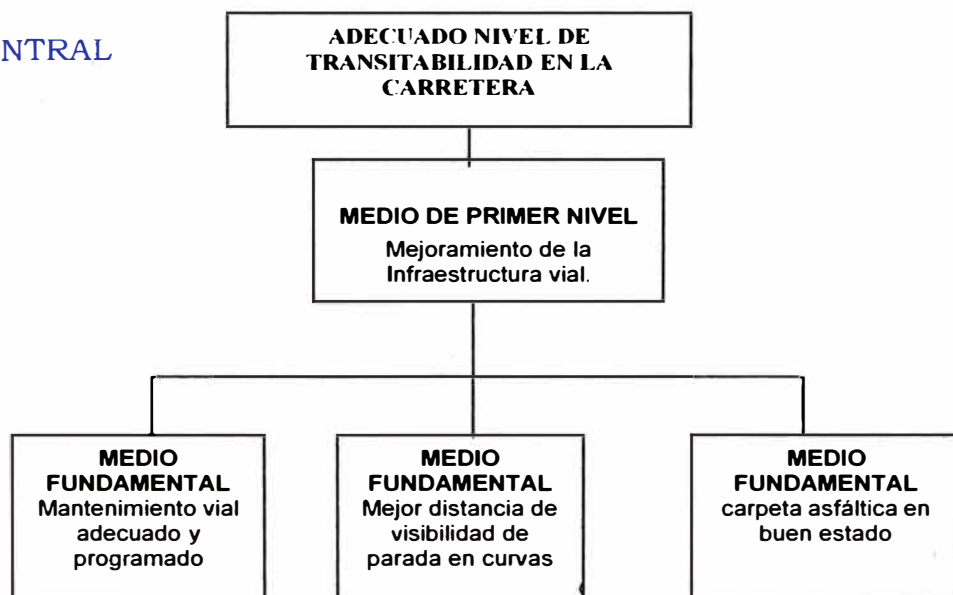 NTRAL
ADECUADO NIVEL DE
TRANSITABILIDAD EN LA
CARRETERA
MEDIO DE PRIMER NIVEL
Mejoramiento de la
Infraestructura vial.
MEDIO
FUNDAMENTAL
Mantenimiento vial
adecuado y
programado
MEDIO
FUNDAMENTAL
Mejor distancia de
visibilidad de
parada en curvas
MEDIO
FUNDAMENTAL
carpeta asfáltica en
buen estado